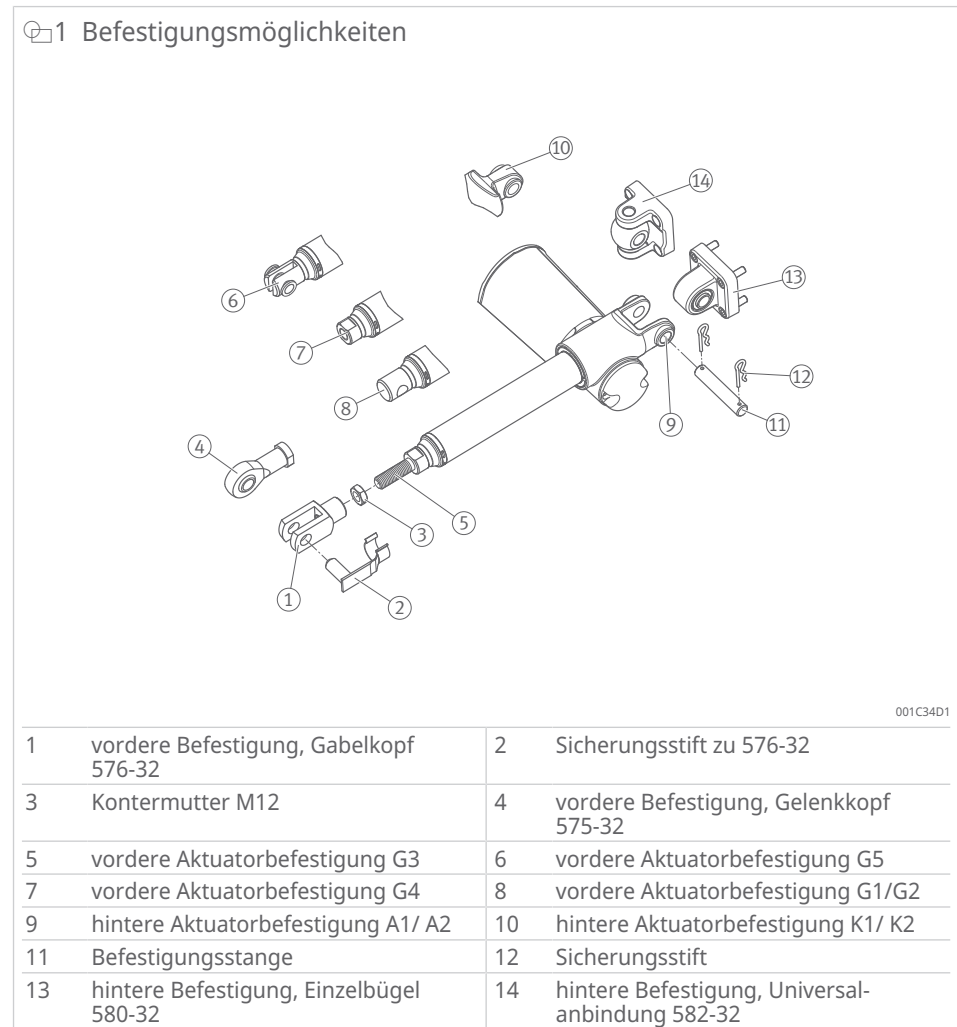 1 Befestigungsmöglichkeiten
10
14
13
6
7
12
8
9
11
4
3
5
1
2
001C34D1
1 vordere Befestigung, Gabelkopf 576-32
2 Sicherungsstift zu 576-32
3 Kontermutter M12
4 vordere Befestigung, Gelenkkopf 575-32
5 vordere Aktuatorbefestigung G3
6 vordere Aktuatorbefestigung G5
7 vordere Aktuatorbefestigung G4
8 vordere Aktuatorbefestigung G1/G2
9 hintere Aktuatorbefestigung A1/ A2
10 hintere Aktuatorbefestigung K1/ K2
11 Befestigungsstange
12 Sicherungsstift
13 hintere Befestigung, Einzelbügel 580-32
14 hintere Befestigung, Universal-
anbindung 582-32